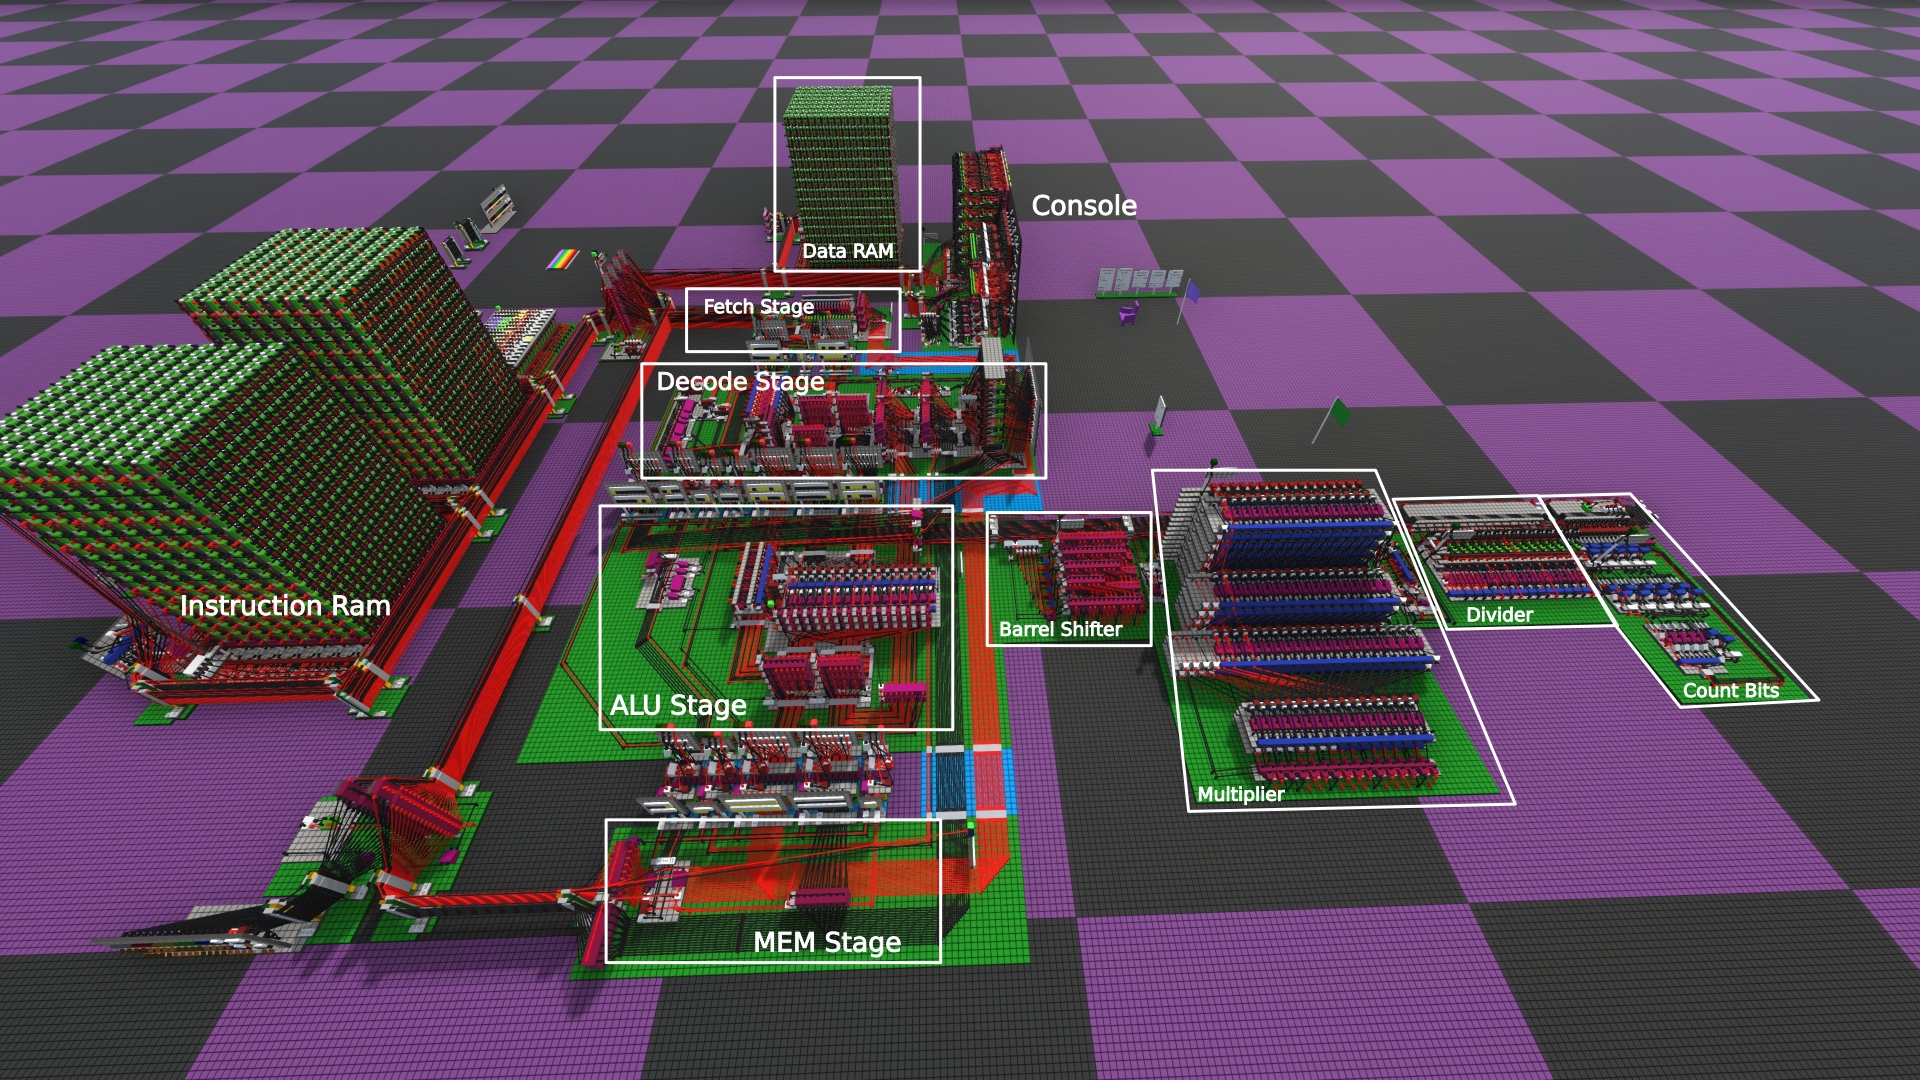 Console
Data RAM
Fetch Stage
Decode Stage
Instruction Ram
Barrel Shifter
Divider
Count Bits
ALU Stage
Multiplier
MEM Stage